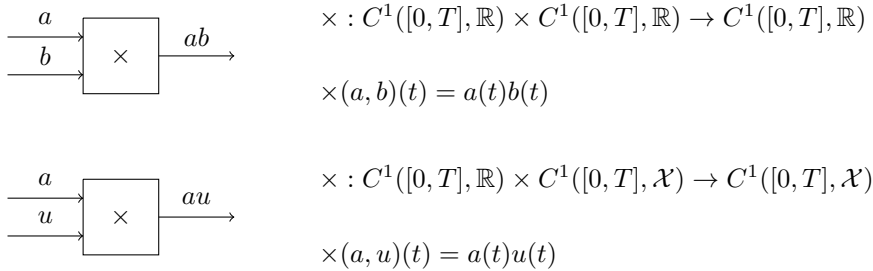 a
b
×
ab
× : C¹([0, T], ℝ) × C¹([0, T], ℝ) → C¹([0, T], ℝ)
×(a, b)(t) = a(t)b(t)
a
u
×
au
× : C¹([0, T], ℝ) × C¹([0, T], 𝒳) → C¹([0, T], 𝒳)
×(a, u)(t) = a(t)u(t)